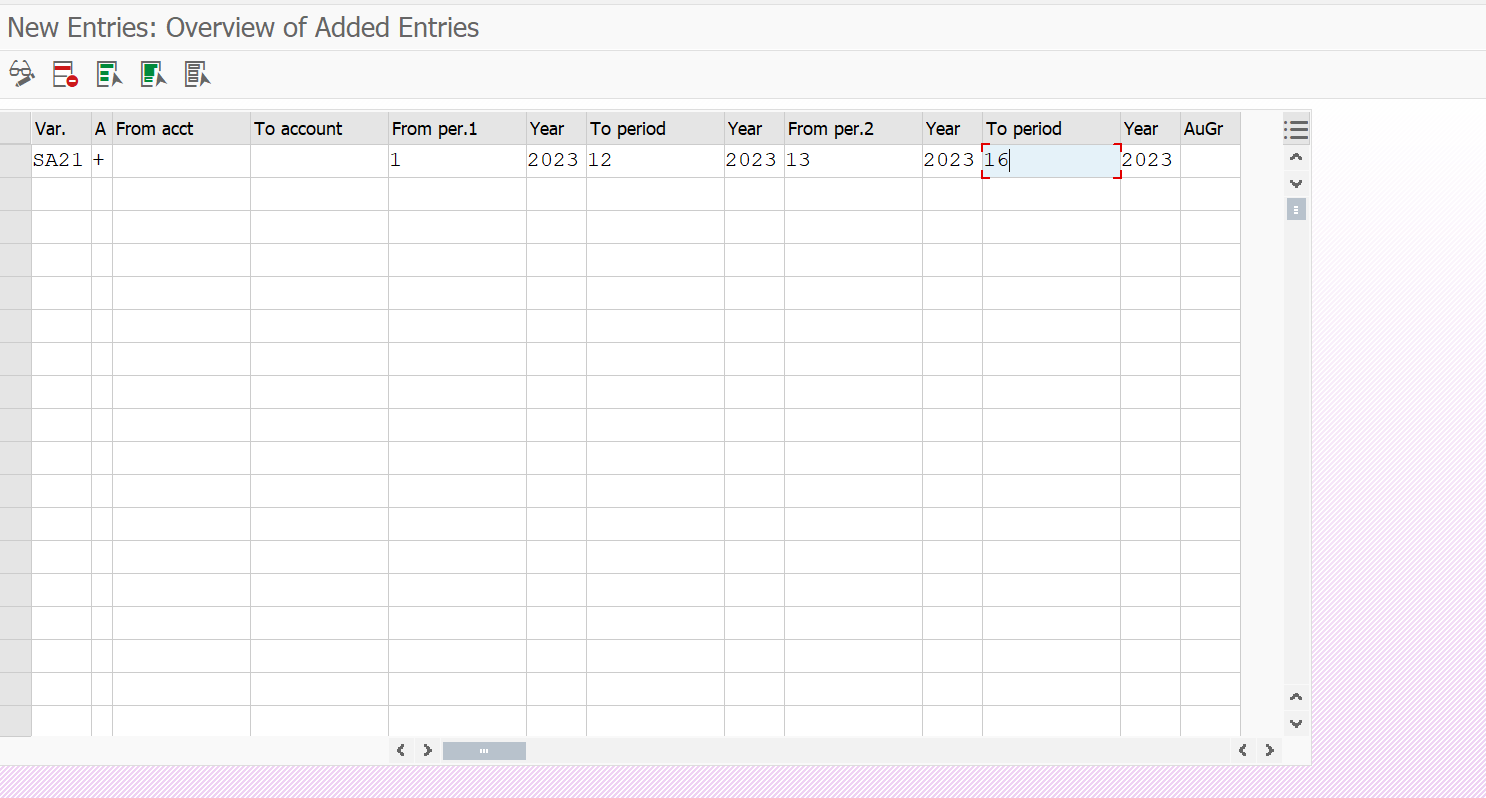 New Entries: Overview of Added Entries
Var. A From acct To account From per.1 Year To period Year From per.2 Year To period Year AuGr
SA21 + 1 2023 12 2023 13 2023 16 2023